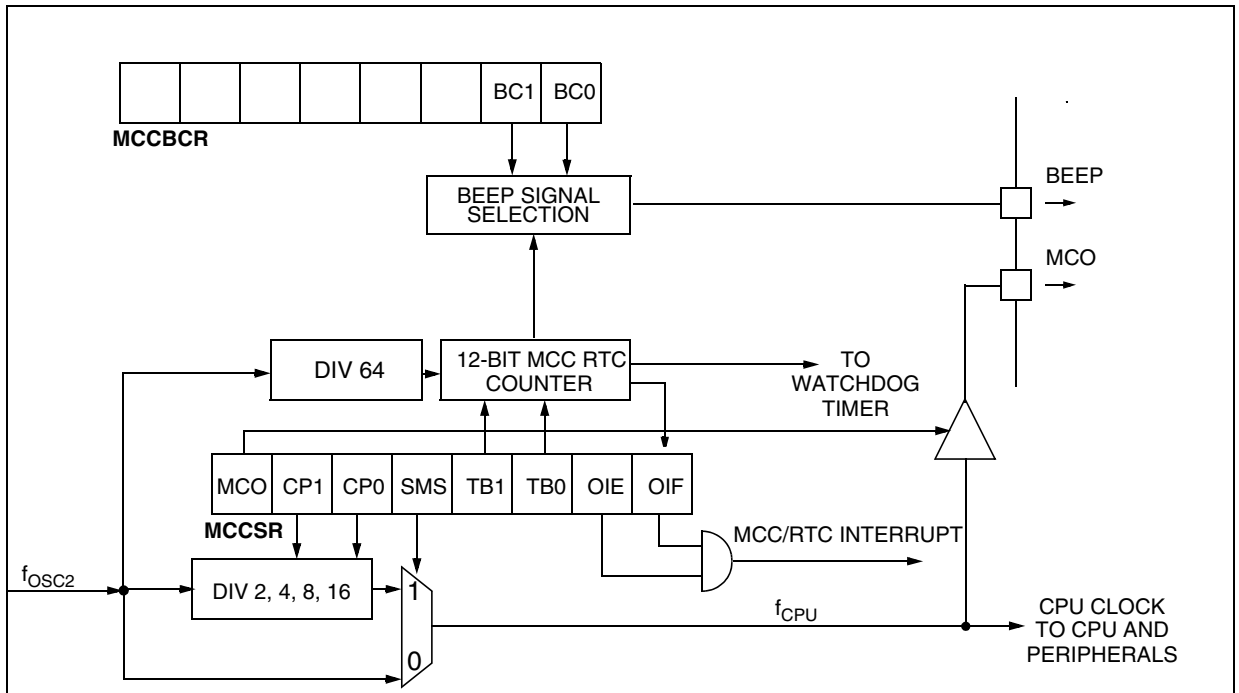 BC1 BC0
MCCBCR
BEEP SIGNAL
SELECTION
BEEP
MCO
DIV 64
12-BIT MCC RTC
COUNTER
TO
WATCHDOG
TIMER
MCO CP1 CP0 SMS TB1 TB0 OIE OIF
MCCSR
MCC/RTC INTERRUPT
fOSC2
DIV 2, 4, 8, 16
1
0
fCPU
CPU CLOCK
TO CPU AND
PERIPHERALS